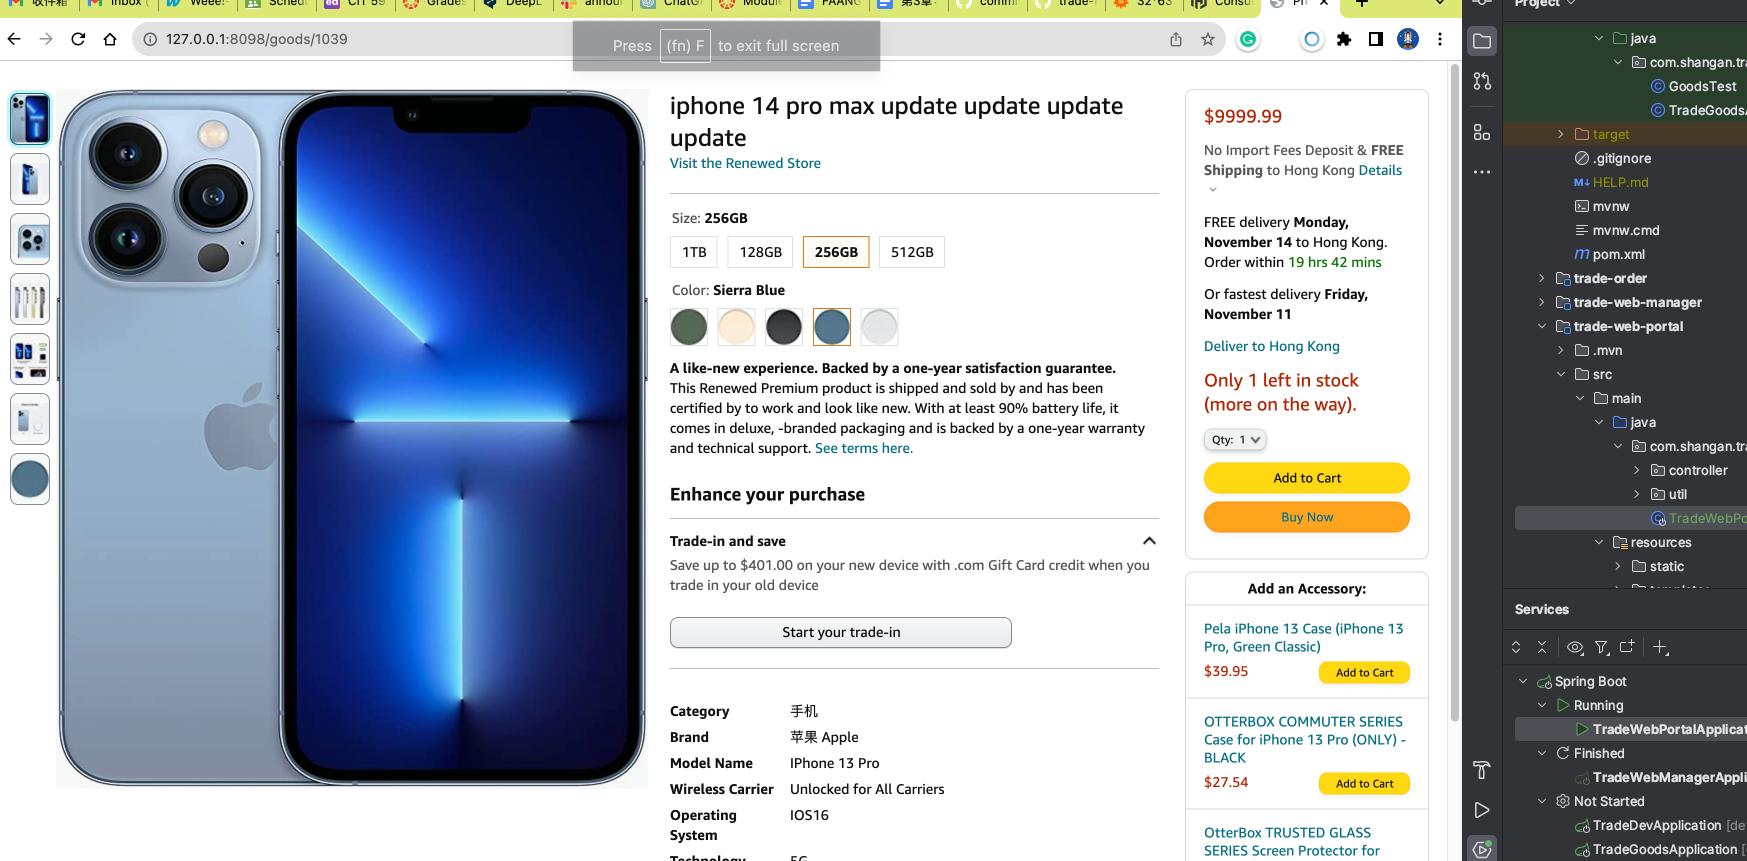 收件箱
Inbox (
Weee!-
Schedu
CIT 59
Grades
DeepL
annou
ChatGP
Module
FAANG
第3章
commi
trade-
32*63
Consu
Pr
127.0.0.1:8098/goods/1039
Press (fn) F to exit full screen
iphone 14 pro max update update update
update
Visit the Renewed Store
Size: 256GB
1TB
128GB
256GB
512GB
Color: Sierra Blue
A like-new experience. Backed by a one-year satisfaction guarantee.
This Renewed Premium product is shipped and sold by and has been
certified by to work and look like new. With at least 90% battery life, it
comes in deluxe, -branded packaging and is backed by a one-year warranty
and technical support. See terms here.
Enhance your purchase
Trade-in and save
Save up to $401.00 on your new device with .com Gift Card credit when you
trade in your old device
Start your trade-in
Category 手机
Brand 苹果 Apple
Model Name IPhone 13 Pro
Wireless Carrier Unlocked for All Carriers
Operating IOS16
System
Technology 5G
$9999.99
No Import Fees Deposit & FREE
Shipping to Hong Kong Details
FREE delivery Monday,
November 14 to Hong Kong.
Order within 19 hrs 42 mins
Or fastest delivery Friday,
November 11
Deliver to Hong Kong
Only 1 left in stock
(more on the way).
Qty: 1
Add to Cart
Buy Now
Add an Accessory:
Pela iPhone 13 Case (iPhone 13
Pro, Green Classic)
$39.95
Add to Cart
OTTERBOX COMMUTER SERIES
Case for iPhone 13 Pro (ONLY) -
BLACK
$27.54
Add to Cart
OtterBox TRUSTED GLASS
SERIES Screen Protector for
Project
java
com.shangan.tra
GoodsTest
TradeGoodsA
target
.gitignore
HELP.md
mvnw
mvnw.cmd
pom.xml
trade-order
trade-web-manager
trade-web-portal
.mvn
src
main
java
com.shangan.tra
controller
util
TradeWebPo
resources
static
templates
Services
Spring Boot
Running
TradeWebPortalApplicat
Finished
TradeWebManagerAppli
Not Started
TradeDevApplication [de
TradeGoodsApplication [